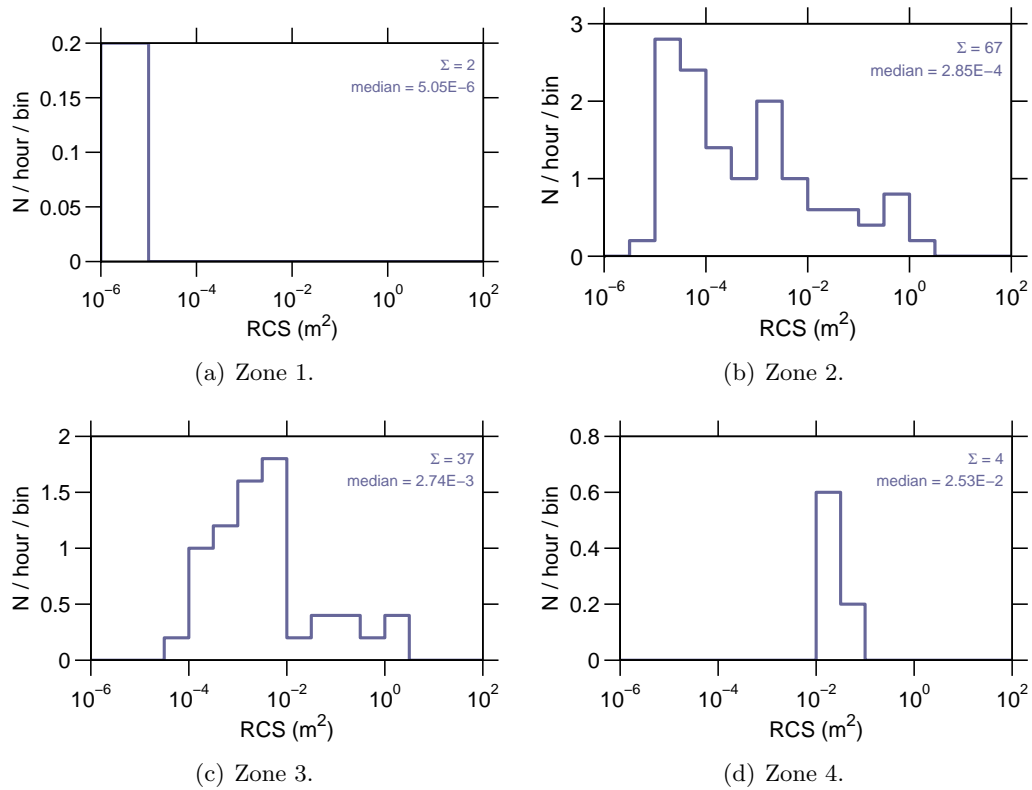 0.2
0.15
0.1
0.05
0
N / hour / bin
Σ = 2
median = 5.05E−6
10⁻⁶ 10⁻⁴ 10⁻² 10⁰ 10²
RCS (m²)
(a) Zone 1.
3
2
1
0
N / hour / bin
Σ = 67
median = 2.85E−4
10⁻⁶ 10⁻⁴ 10⁻² 10⁰ 10²
RCS (m²)
(b) Zone 2.
2
1.5
1
0.5
0
N / hour / bin
Σ = 37
median = 2.74E−3
10⁻⁶ 10⁻⁴ 10⁻² 10⁰ 10²
RCS (m²)
(c) Zone 3.
0.8
0.6
0.4
0.2
0
N / hour / bin
Σ = 4
median = 2.53E−2
10⁻⁶ 10⁻⁴ 10⁻² 10⁰ 10²
RCS (m²)
(d) Zone 4.